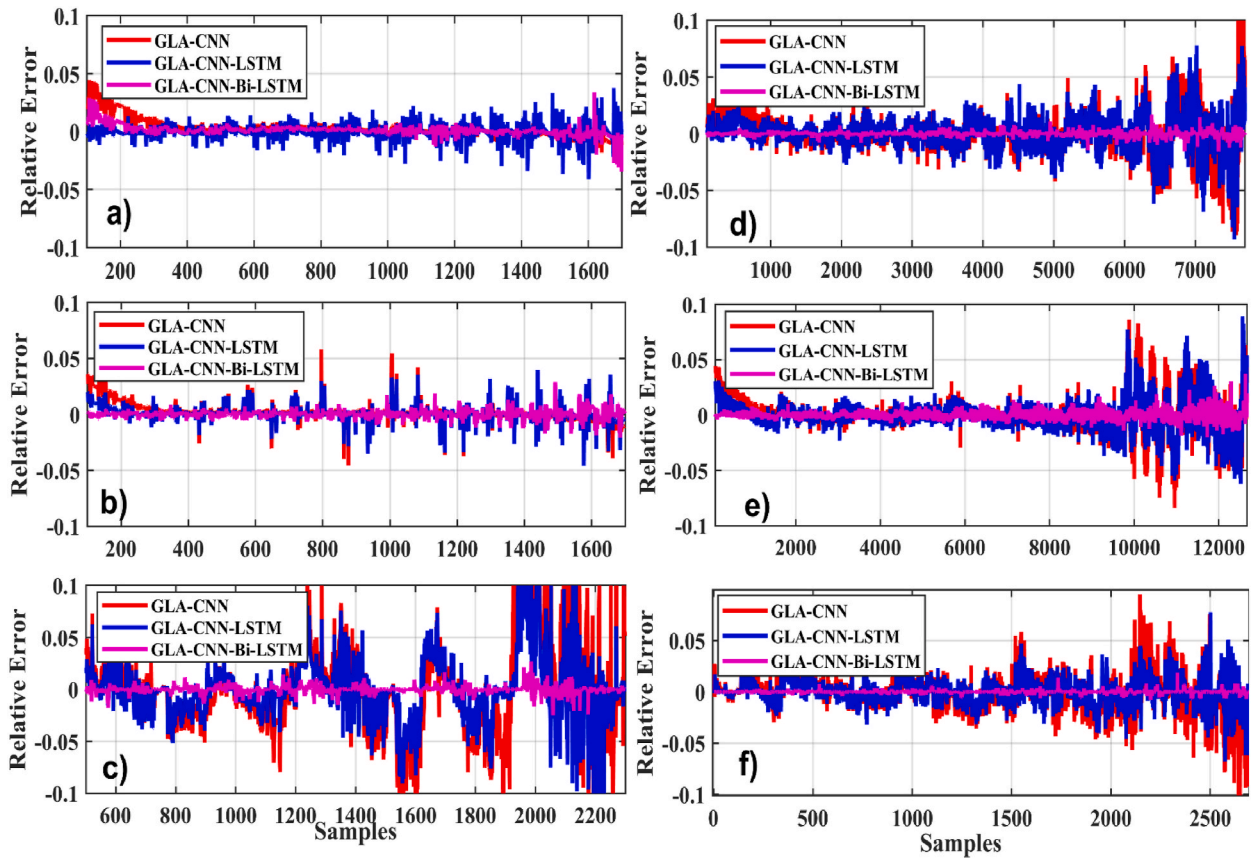 Relative Error
0.1
0.05
0
-0.05
-0.1
GLA-CNN
GLA-CNN-LSTM
GLA-CNN-Bi-LSTM
a)
200 400 600 800 1000 1200 1400 1600
Relative Error
0.1
0.05
0
-0.05
-0.1
GLA-CNN
GLA-CNN-LSTM
GLA-CNN-Bi-LSTM
d)
1000 2000 3000 4000 5000 6000 7000
Relative Error
0.1
0.05
0
-0.05
-0.1
GLA-CNN
GLA-CNN-LSTM
GLA-CNN-Bi-LSTM
b)
200 400 600 800 1000 1200 1400 1600
Relative Error
0.1
0.05
0
-0.05
-0.1
GLA-CNN
GLA-CNN-LSTM
GLA-CNN-Bi-LSTM
e)
2000 4000 6000 8000 10000 12000
Relative Error
0.1
0.05
0
-0.05
-0.1
GLA-CNN
GLA-CNN-LSTM
GLA-CNN-Bi-LSTM
c)
600 800 1000 1200 1400 1600 1800 2000 2200
Samples
Relative Error
0.1
0.05
0
-0.05
-0.1
GLA-CNN
GLA-CNN-LSTM
GLA-CNN-Bi-LSTM
f)
0 500 1000 1500 2000 2500
Samples